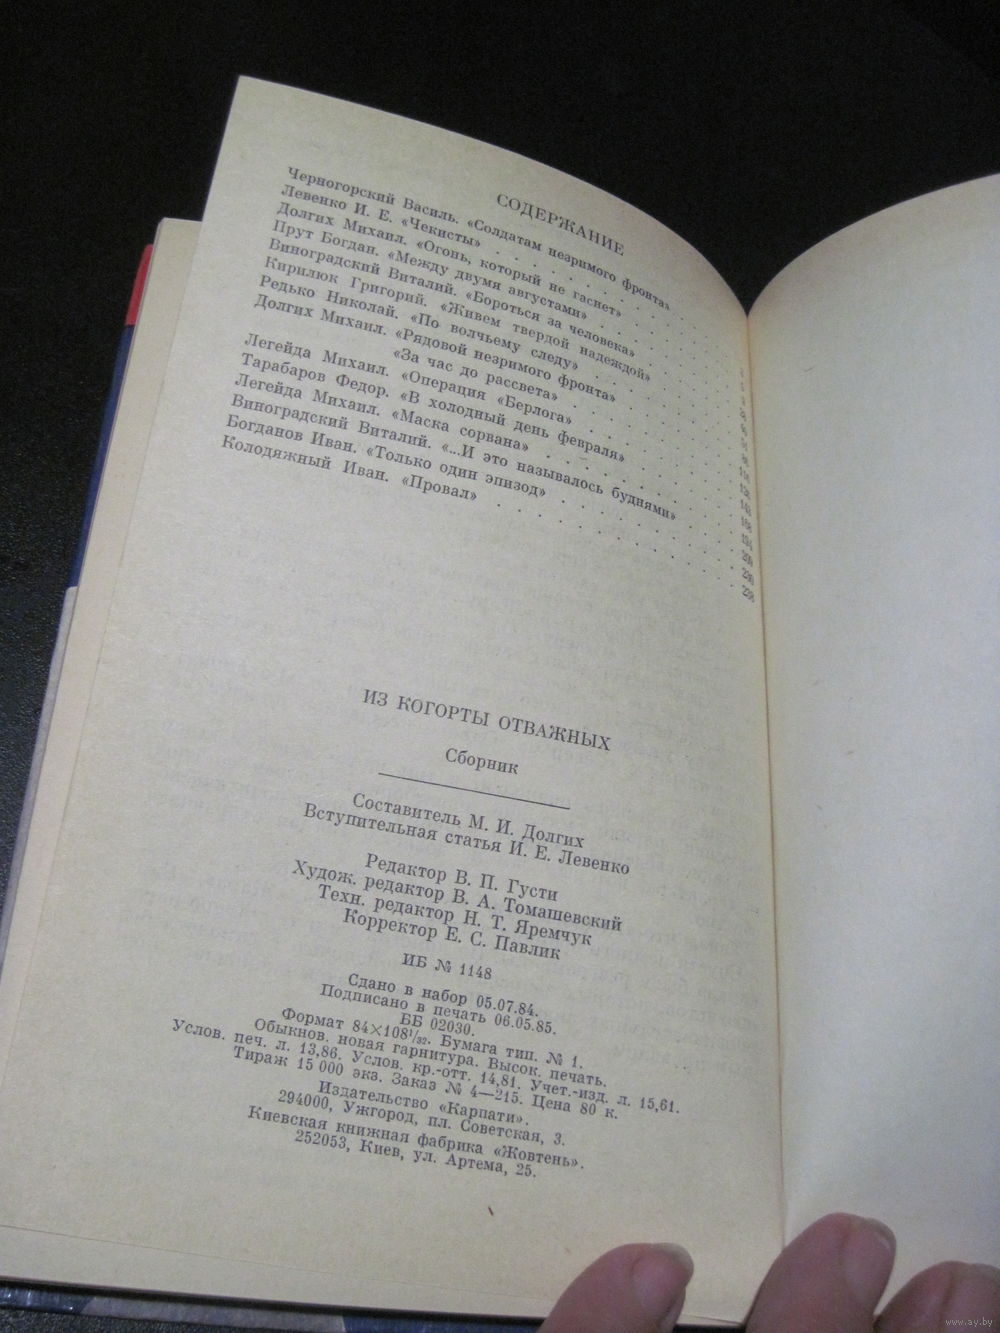 СОДЕРЖАНИЕ
Черногорский Василь. «Солдатам незримого фронта»
Левенко И. Е. «Чекисты»
Долгих Михаил. «Огонь, который не гаснет»
Прут Богдан. «Между двумя августами»
Виноградский Виталий. «Бороться за человека»
Кирилюк Григорий. «Живем твердой надеждой»
Редько Николай. «По волчьему следу»
Долгих Михаил. «Рядовой незримого фронта»
«За час до рассвета»
Легейда Михаил. «Операция «Берлога»
Тарабаров Федор. «В холодный день февраля»
Легейда Михаил. «Маска сорвана»
Виноградский Виталий. «...И это называлось буднями»
Богданов Иван. «Только один эпизод»
Колодяжный Иван. «Провал»
ИЗ КОГОРТЫ ОТВАЖНЫХ
Сборник
Составитель М. И. Долгих
Вступительная статья И. Е. Левенко
Редактор В. П. Густи
Худож. редактор В. А. Томашевский
Техн. редактор Н. Т. Яремчук
Корректор Е. С. Павлик
ИБ № 1148
Сдано в набор 05.07.84.
Подписано в печать 06.05.85.
ББ 02030.
Формат 84×108¹/₃₂. Бумага тип. № 1.
Обыкнов. новая гарнитура. Высок. печать.
Услов. печ. л. 13,86. Услов. кр.-отт. 14,81. Учет.-изд. л. 15,61.
Тираж 15 000 экз. Заказ № 4—215. Цена 80 к.
Издательство «Карпати».
294000, Ужгород, пл. Советская, 3.
Киевская книжная фабрика «Жовтень».
252053, Киев, ул. Артема, 25.
www.ay.by